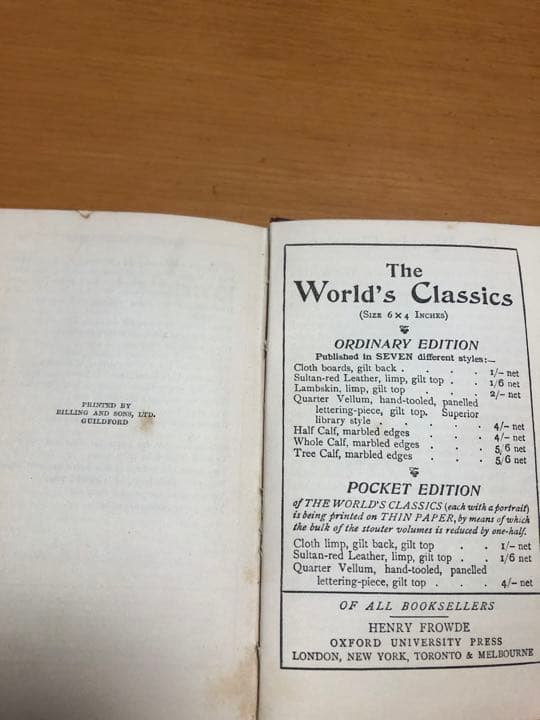 PRINTED BY
BILLING AND SONS, LTD.
GUILDFORD
The
World's Classics
(SIZE 6 × 4 INCHES)
ORDINARY EDITION
Published in SEVEN different styles:—
Cloth boards, gilt back . . . . 1/– net
Sultan-red Leather, limp, gilt top . . 1/6 net
Lambskin, limp, gilt top . . . 2/– net
Quarter Vellum, hand-tooled, panelled
lettering-piece, gilt top. Superior
library style . . . . . 4/– net
Half Calf, marbled edges . . . 4/– net
Whole Calf, marbled edges . . . 5/6 net
Tree Calf, marbled edges . . . 5/6 net
POCKET EDITION
of THE WORLD'S CLASSICS (each with a portrait)
is being printed on THIN PAPER, by means of which
the bulk of the stouter volumes is reduced by one-half.
Cloth limp, gilt back, gilt top . . 1/– net
Sultan-red Leather, limp, gilt top . . 1/6 net
Quarter Vellum, hand-tooled, panelled
lettering-piece, gilt top . . . 4/– net
OF ALL BOOKSELLERS
HENRY FROWDE
OXFORD UNIVERSITY PRESS
LONDON, NEW YORK, TORONTO & MELBOURNE